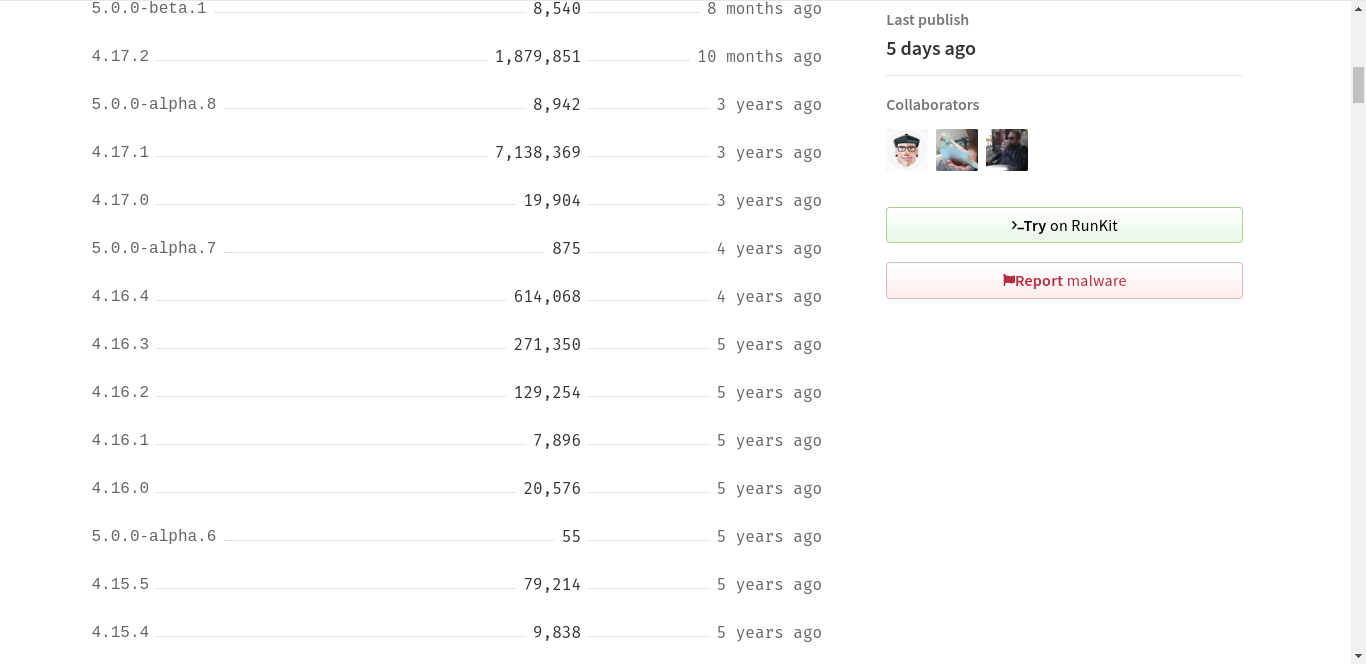 5.0.0-beta.1 8,540 8 months ago
4.17.2 1,879,851 10 months ago
5.0.0-alpha.8 8,942 3 years ago
4.17.1 7,138,369 3 years ago
4.17.0 19,904 3 years ago
5.0.0-alpha.7 875 4 years ago
4.16.4 614,068 4 years ago
4.16.3 271,350 5 years ago
4.16.2 129,254 5 years ago
4.16.1 7,896 5 years ago
4.16.0 20,576 5 years ago
5.0.0-alpha.6 55 5 years ago
4.15.5 79,214 5 years ago
4.15.4 9,838 5 years ago
Last publish
5 days ago
Collaborators
Try on RunKit
Report malware